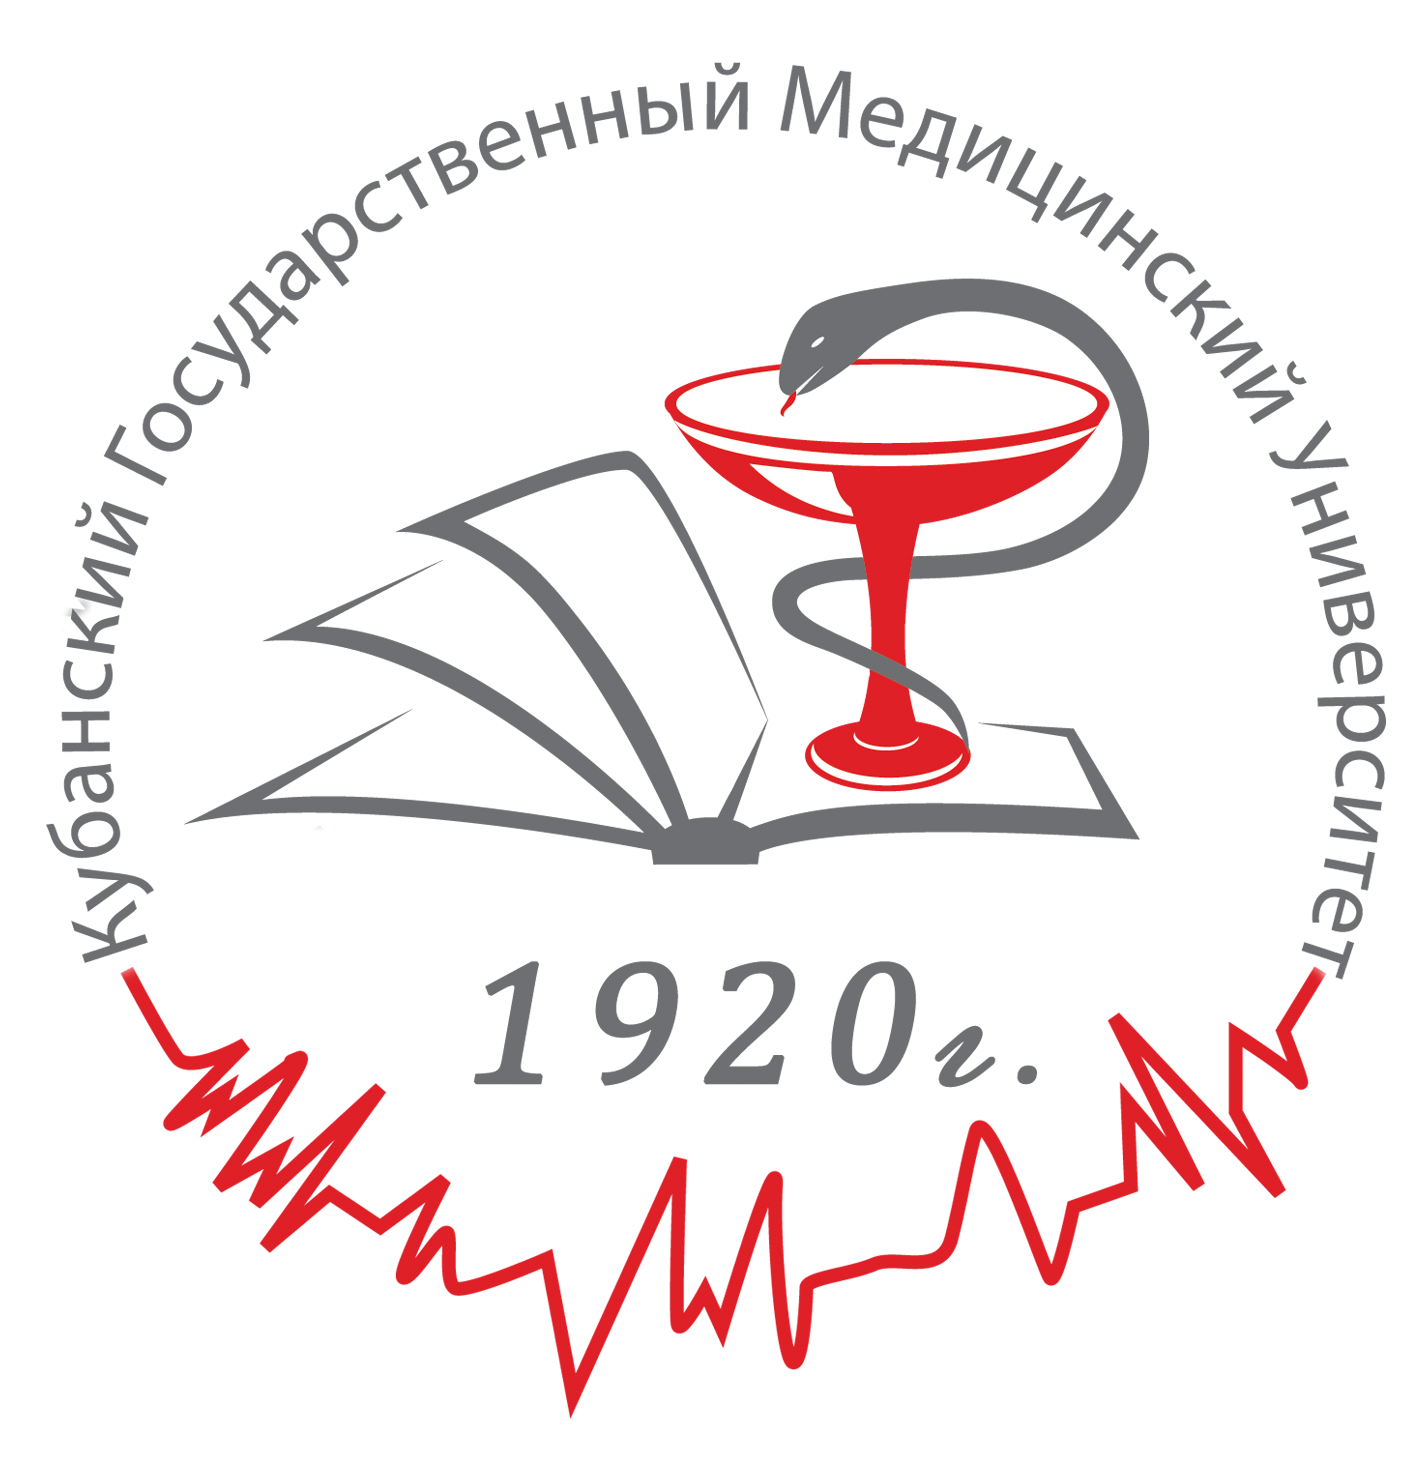 Кубанский Государственный Медицинский Университет
1920г.